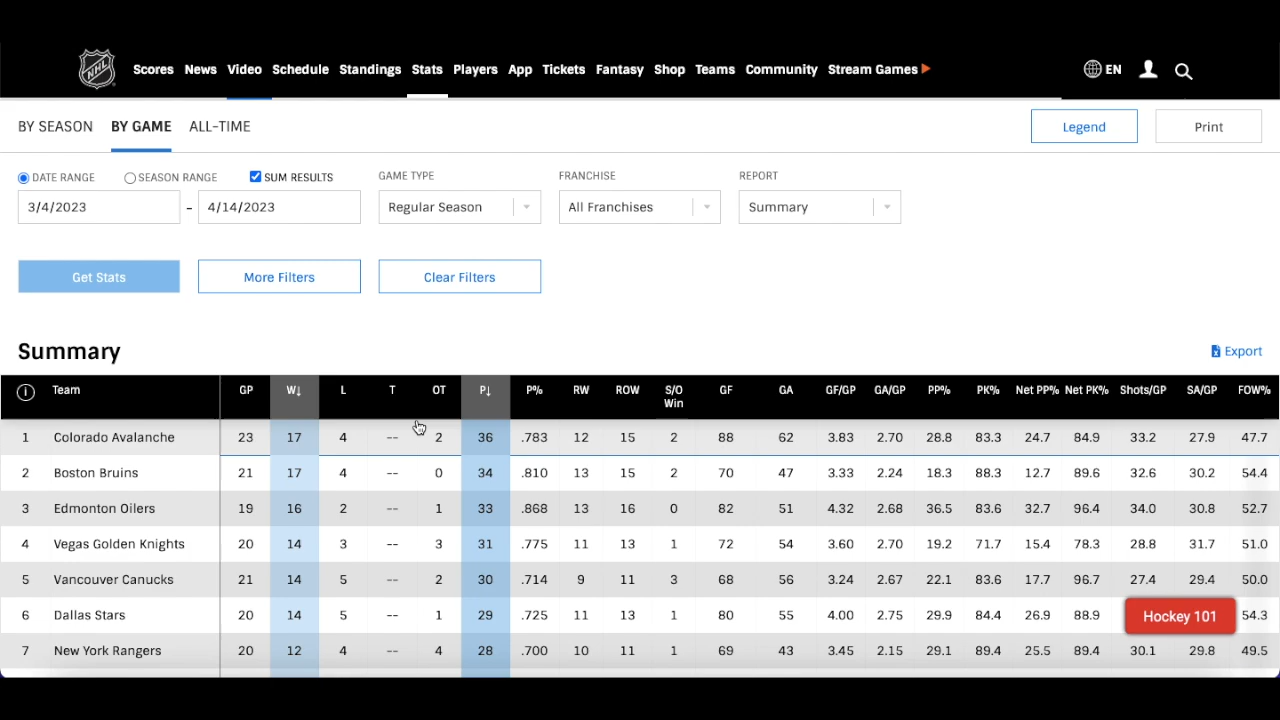 NHL Scores News Video Schedule Standings Stats Players App Tickets Fantasy Shop Teams Community Stream Games EN
BY SEASON BY GAME ALL-TIME Legend Print
DATE RANGE SEASON RANGE SUM RESULTS GAME TYPE FRANCHISE REPORT
3/4/2023 – 4/14/2023 Regular Season All Franchises Summary
Get Stats More Filters Clear Filters
Summary Export
i Team GP W↓ L T OT P↓ P% RW ROW S/O Win GF GA GF/GP GA/GP PP% PK% Net PP% Net PK% Shots/GP SA/GP FOW%
1 Colorado Avalanche 23 17 4 -- 2 36 .783 12 15 2 88 62 3.83 2.70 28.8 83.3 24.7 84.9 33.2 27.9 47.7
2 Boston Bruins 21 17 4 -- 0 34 .810 13 15 2 70 47 3.33 2.24 18.3 88.3 12.7 89.6 32.6 30.2 54.4
3 Edmonton Oilers 19 16 2 -- 1 33 .868 13 16 0 82 51 4.32 2.68 36.5 83.6 32.7 96.4 34.0 30.8 52.7
4 Vegas Golden Knights 20 14 3 -- 3 31 .775 11 13 1 72 54 3.60 2.70 19.2 71.7 15.4 78.3 28.8 31.7 51.0
5 Vancouver Canucks 21 14 5 -- 2 30 .714 9 11 3 68 56 3.24 2.67 22.1 83.6 17.7 96.7 27.4 29.4 50.0
6 Dallas Stars 20 14 5 -- 1 29 .725 11 13 1 80 55 4.00 2.75 29.9 84.4 26.9 88.9 Hockey 101 54.3
7 New York Rangers 20 12 4 -- 4 28 .700 10 11 1 69 43 3.45 2.15 29.1 89.4 25.5 89.4 30.1 29.8 49.5